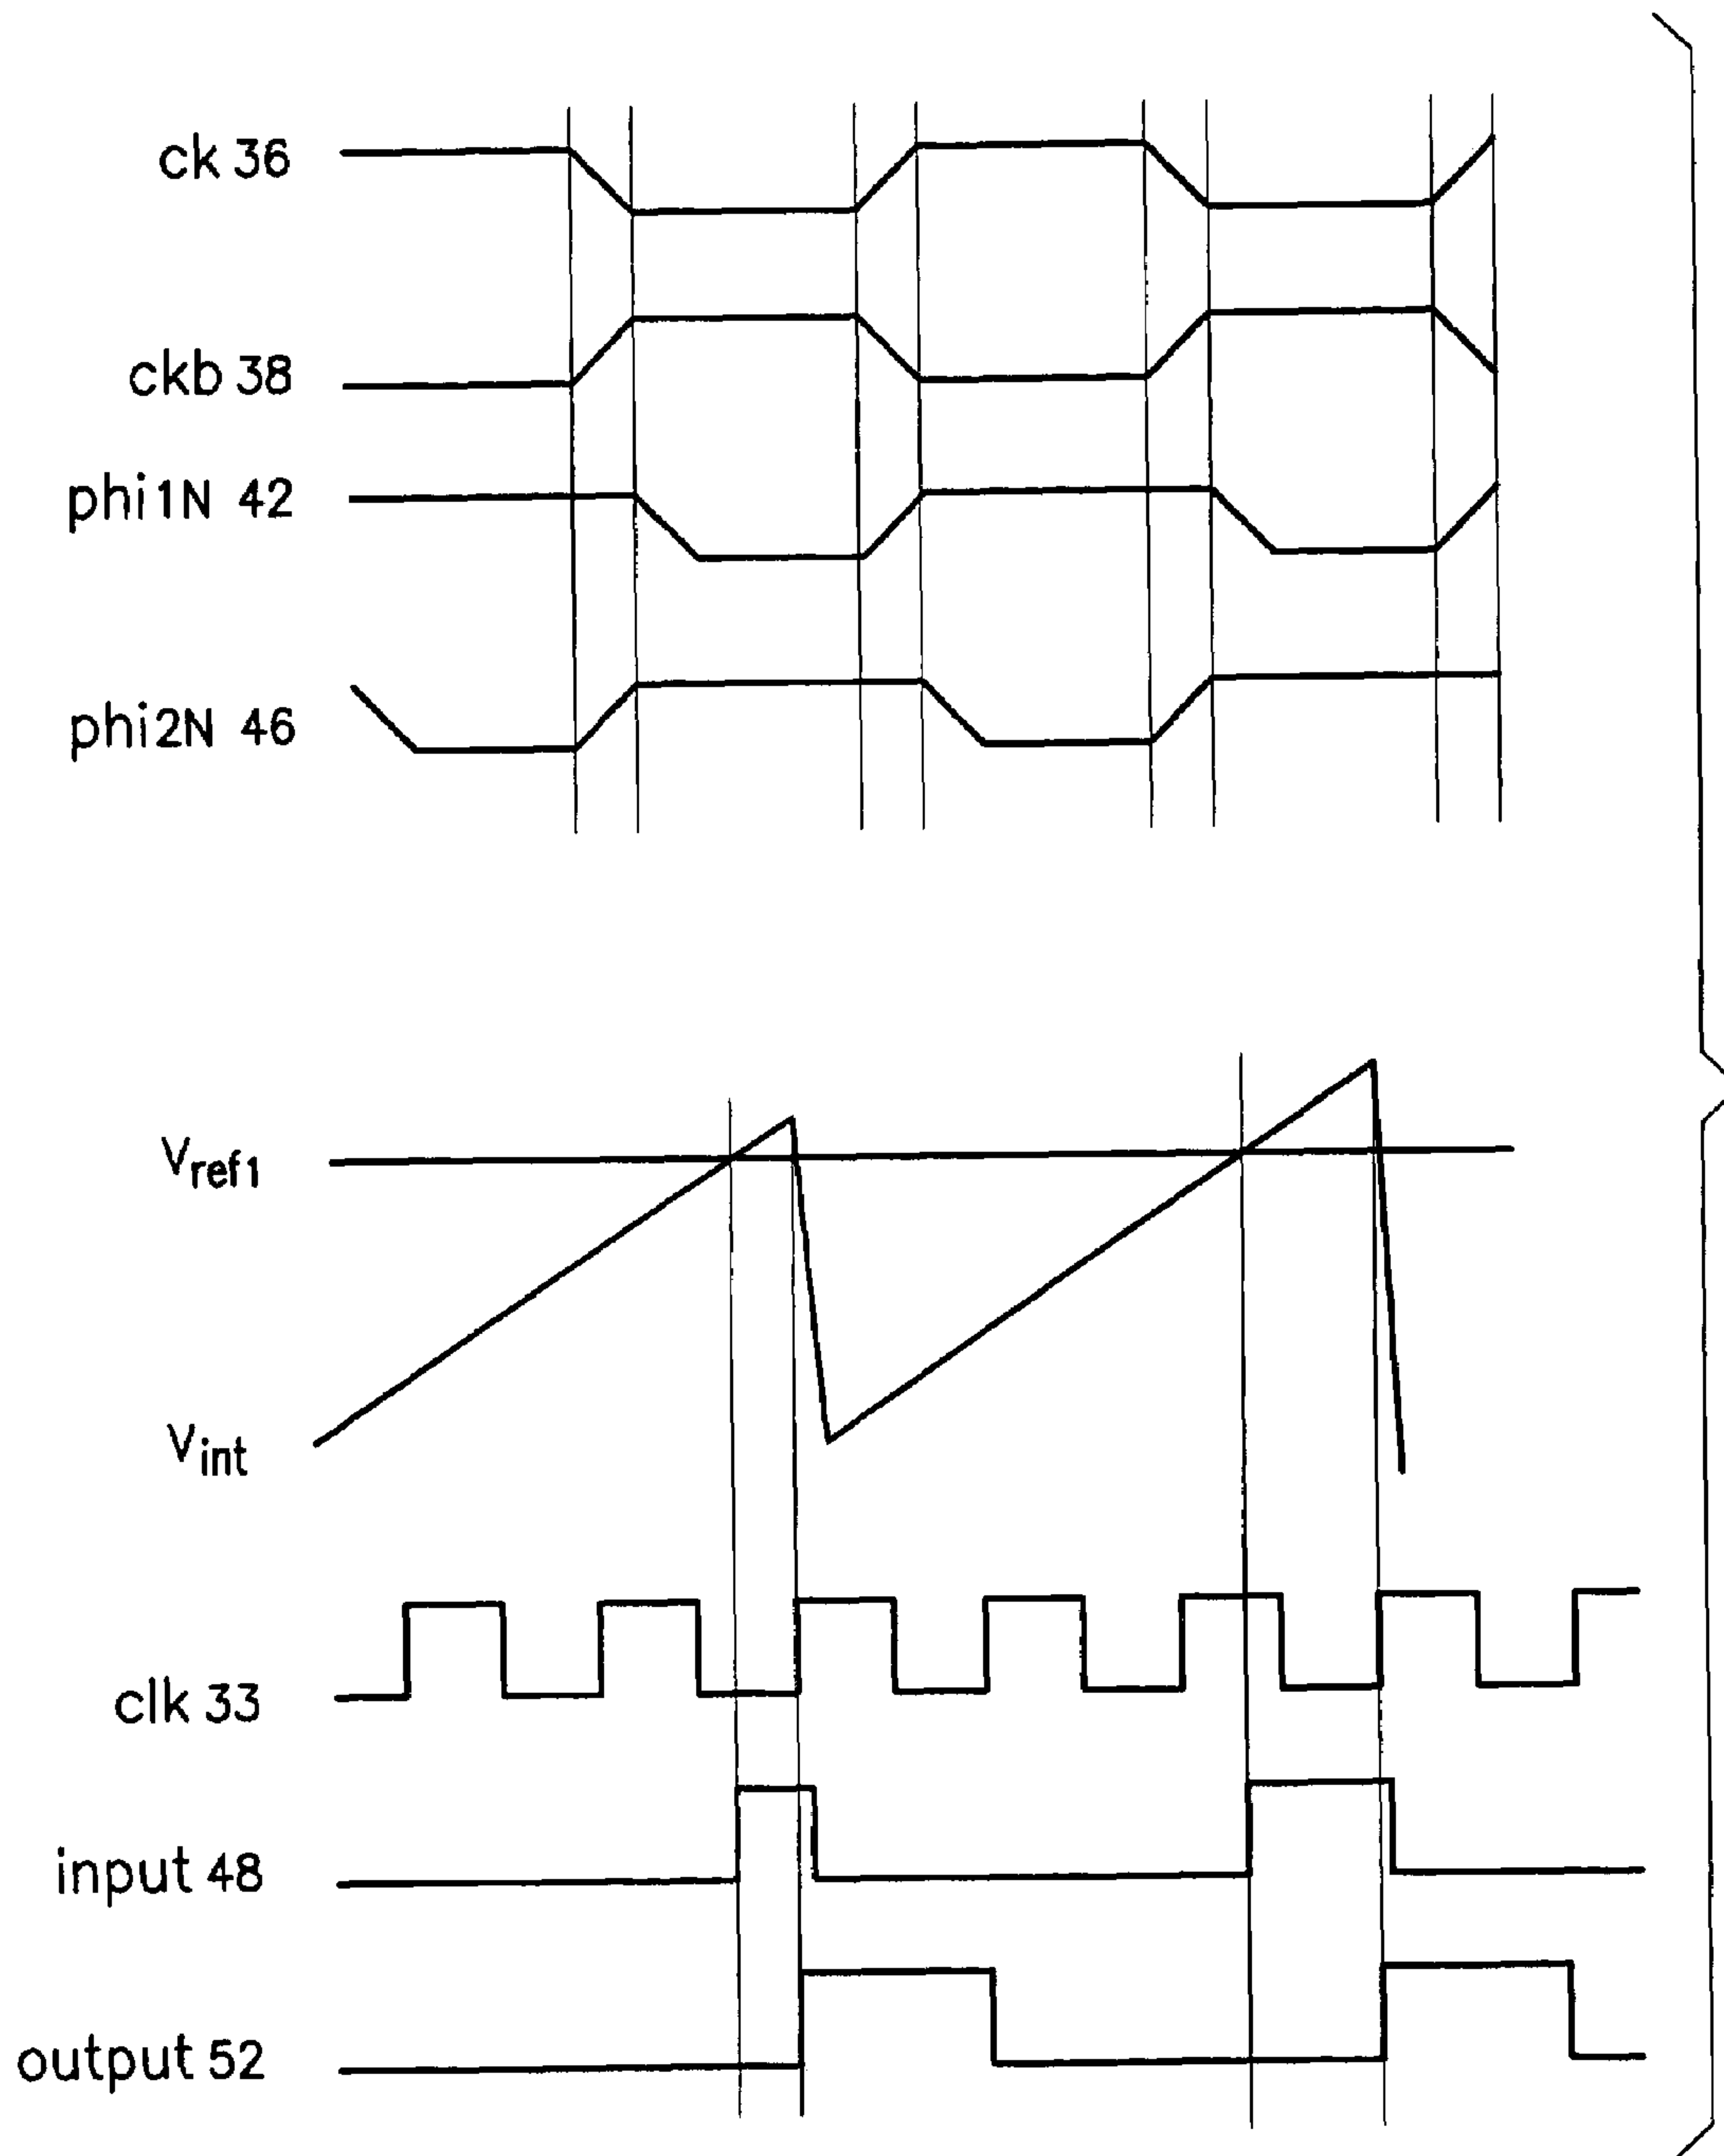 ck 36
ckb 38
phi1N 42
phi2N 46
Vref1
Vint
clk 33
input 48
output 52